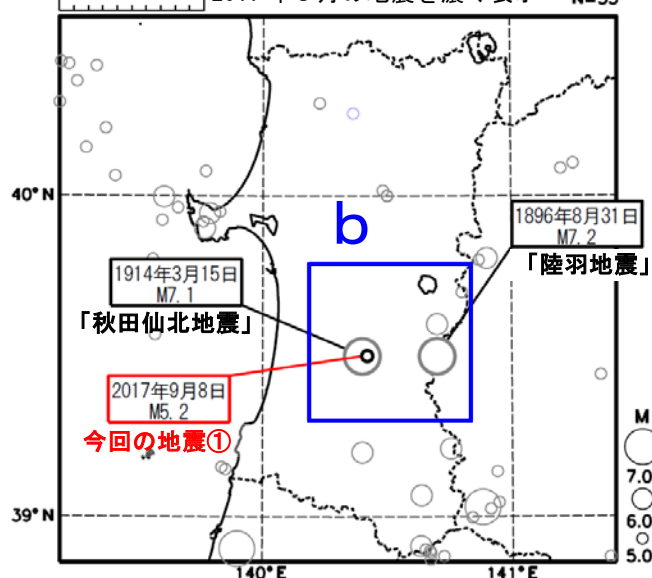 40°N
b
1896年8月31日
M7.2
「陸羽地震」
1914年3月15日
M7.1
「秋田仙北地震」
2017年9月8日
M5.2
今回の地震①
M
7.0
6.0
5.0
39°N
140°E
141°E